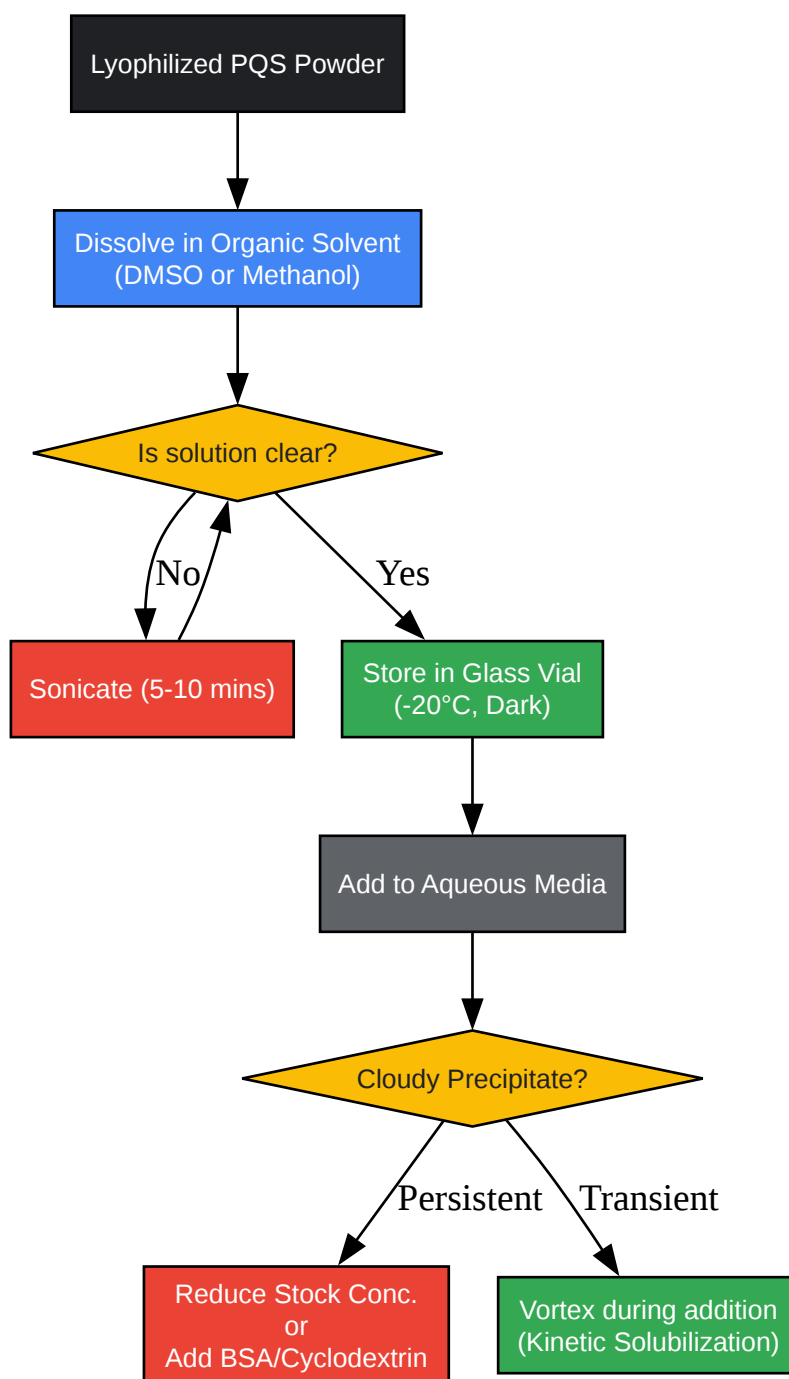 Lyophilized PQS Powder
Dissolve in Organic Solvent
(DMSO or Methanol)
Is solution clear?
No
Yes
Sonicate (5-10 mins)
Store in Glass Vial
(-20°C, Dark)
Add to Aqueous Media
Cloudy Precipitate?
Persistent
Transient
Reduce Stock Conc.
or
Add BSA/Cyclodextrin
Vortex during addition
(Kinetic Solubilization)